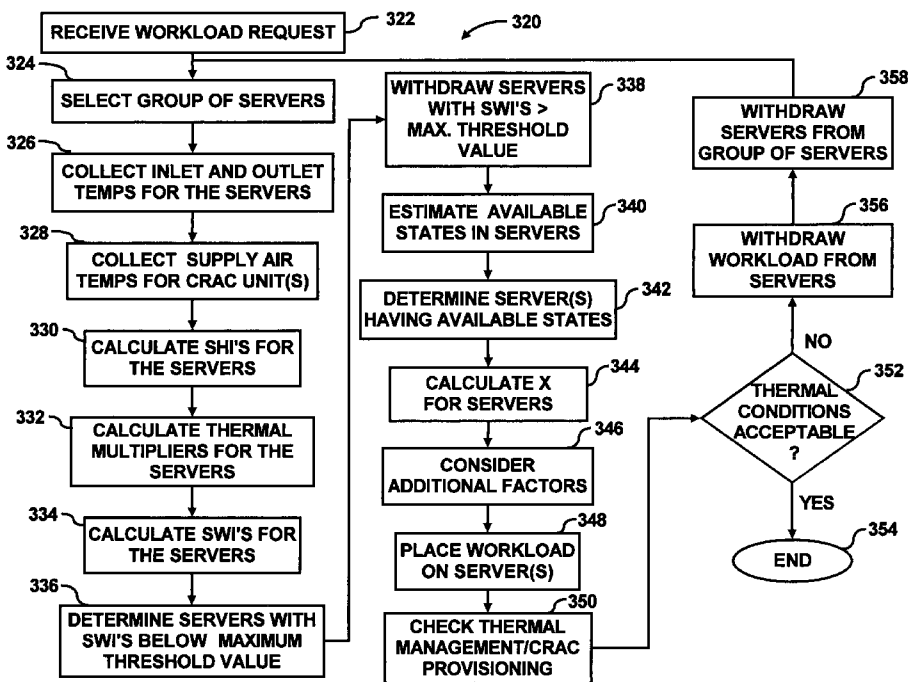 RECEIVE WORKLOAD REQUEST
322
320
324
SELECT GROUP OF SERVERS
326
COLLECT INLET AND OUTLET
TEMPS FOR THE SERVERS
328
COLLECT SUPPLY AIR
TEMPS FOR CRAC UNIT(S)
330
CALCULATE SHI'S FOR
THE SERVERS
332
CALCULATE THERMAL
MULTIPLIERS FOR THE
SERVERS
334
CALCULATE SWI'S FOR
THE SERVERS
336
DETERMINE SERVERS WITH
SWI'S BELOW MAXIMUM
THRESHOLD VALUE
WITHDRAW SERVERS
WITH SWI'S >
MAX. THRESHOLD
VALUE
338
ESTIMATE AVAILABLE
STATES IN SERVERS
340
DETERMINE SERVER(S)
HAVING AVAILABLE STATES
342
CALCULATE X
FOR SERVERS
344
346
CONSIDER
ADDITIONAL FACTORS
348
PLACE WORKLOAD
ON SERVER(S)
350
CHECK THERMAL
MANAGEMENT/CRAC
PROVISIONING
358
WITHDRAW
SERVERS FROM
GROUP OF SERVERS
356
WITHDRAW
WORKLOAD FROM
SERVERS
NO
352
THERMAL
CONDITIONS
ACCEPTABLE
?
YES
354
END